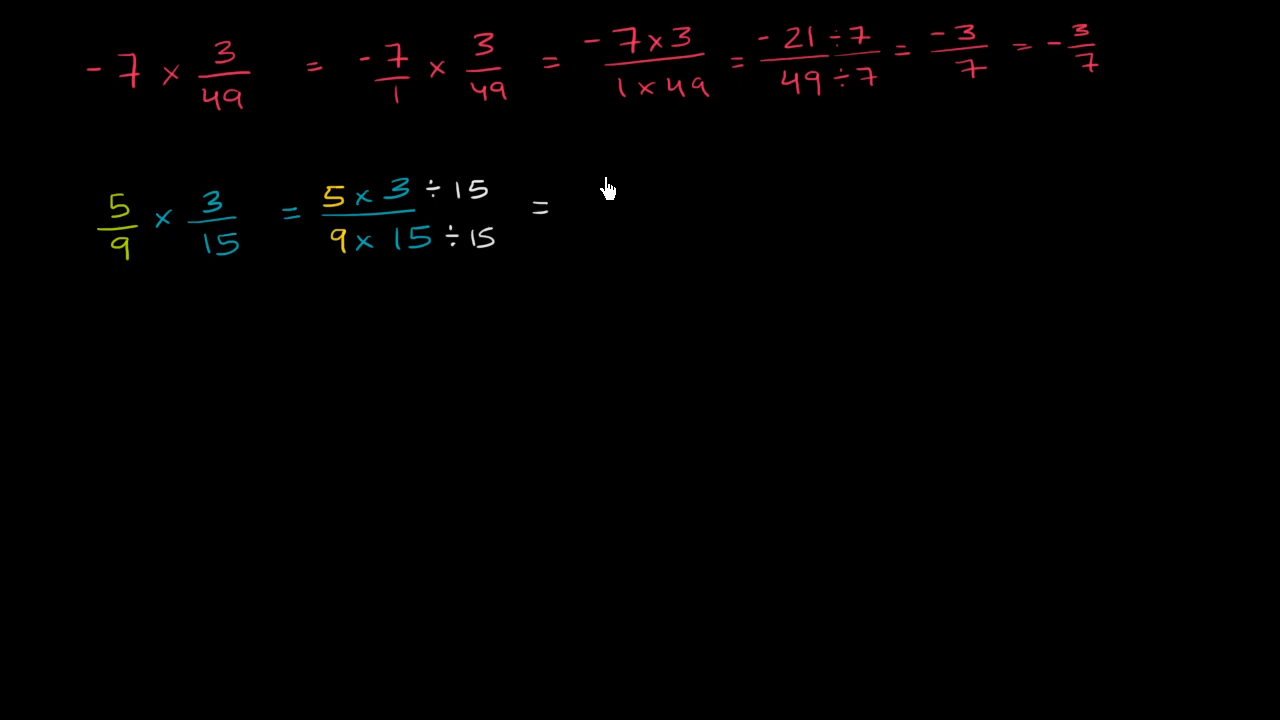 -7 × 3/49 = -7/1 × 3/49 = -7×3/1×49 = -21÷7/49÷7 = -3/7 = -3/7
5/9 × 3/15 = 5×3÷15/9×15÷15 =